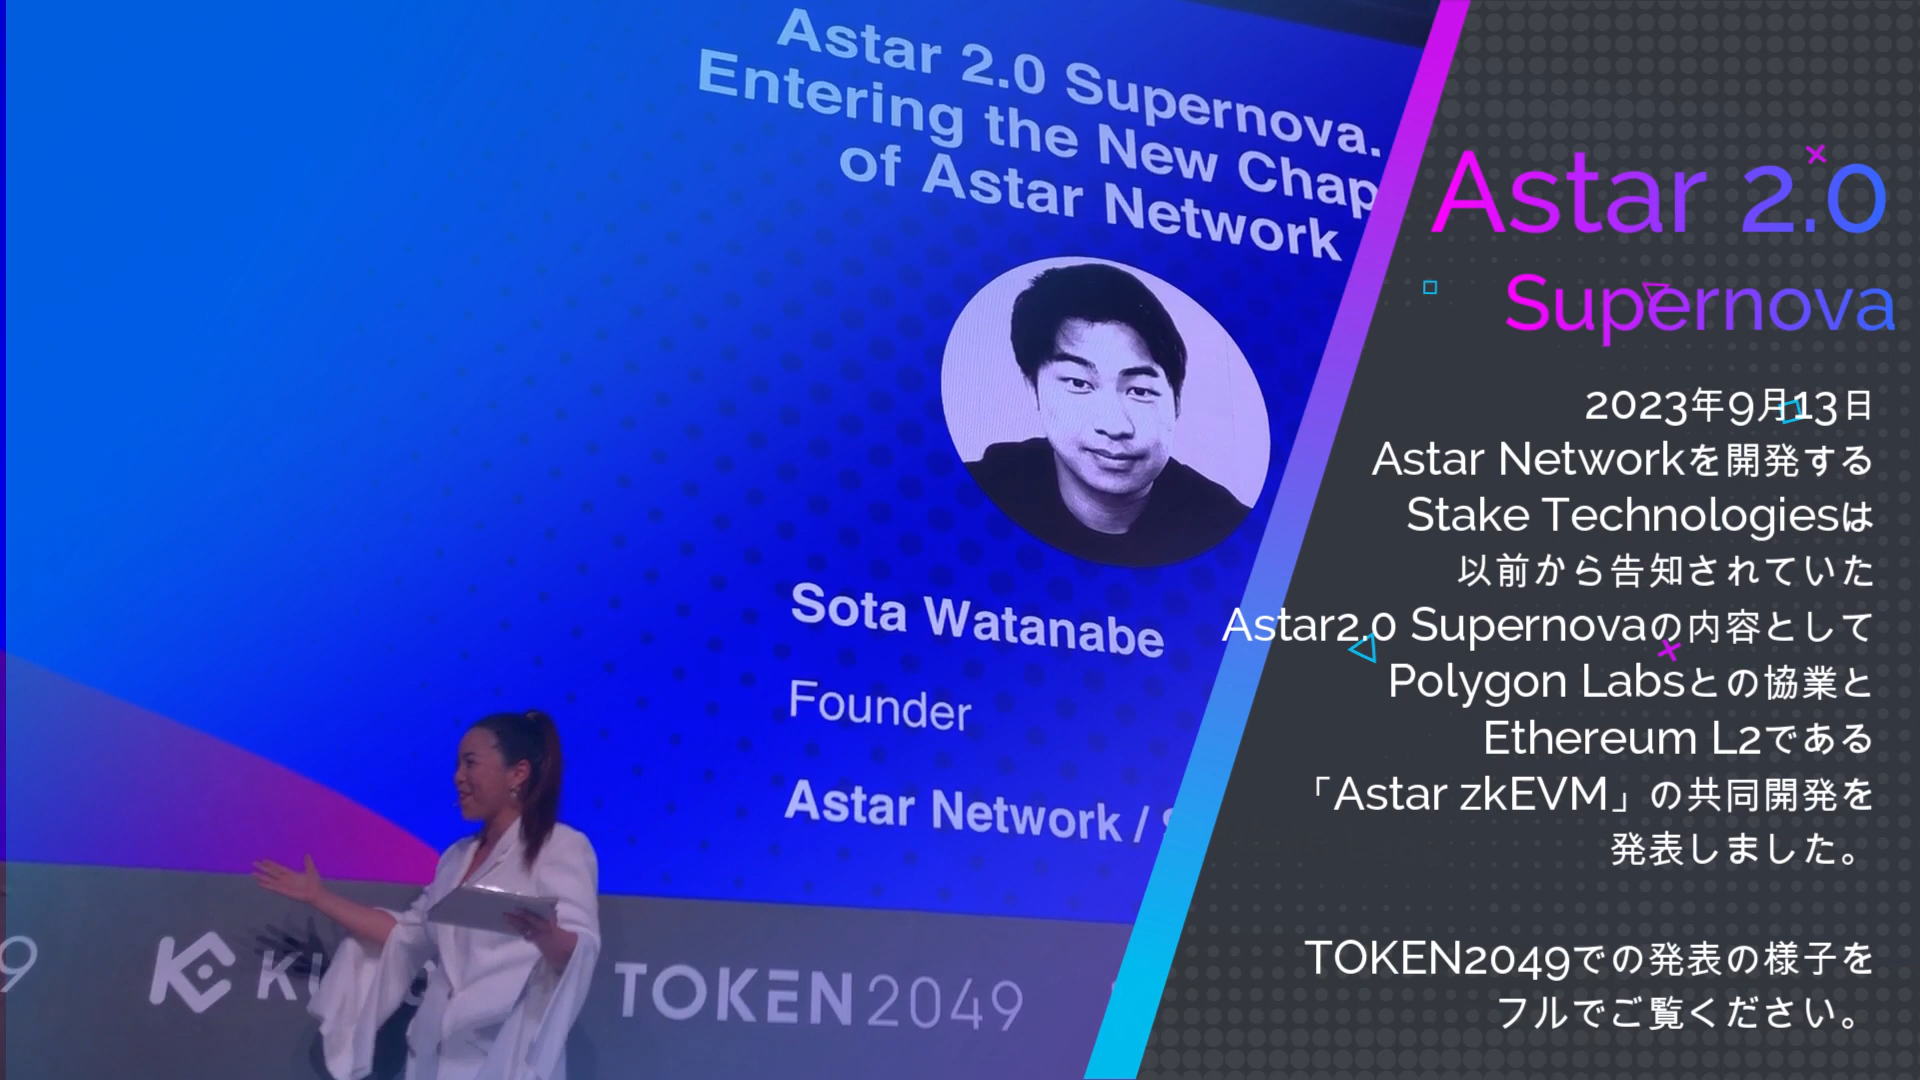 Astar 2.0 Supernova.
Entering the New Chap
of Astar Network
Sota Watanabe
Founder
Astar Network /
9
TOKEN2049
Astar 2.0
Supernova
2023年9月13日
Astar Networkを開発する
Stake Technologiesは
以前から告知されていた
Astar2.0 Supernovaの内容として
Polygon Labsとの協業と
Ethereum L2である
「Astar zkEVM」の共同開発を
発表しました。
TOKEN2049での発表の様子を
フルでご覧ください。